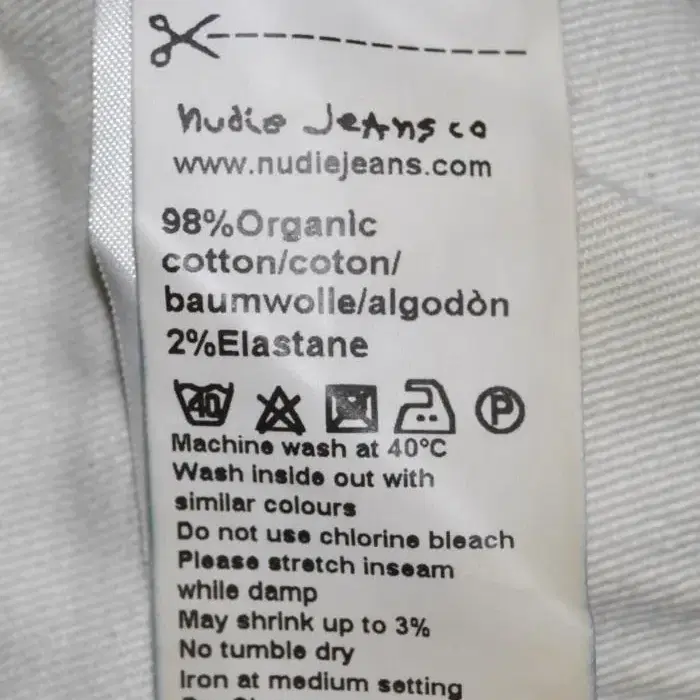 nudie Jeans co
www.nudiejeans.com
98%Organic
cotton/coton/
baumwolle/algodòn
2%Elastane
40 P
Machine wash at 40°C
Wash inside out with
similar colours
Do not use chlorine bleach
Please stretch inseam
while damp
May shrink up to 3%
No tumble dry
Iron at medium setting